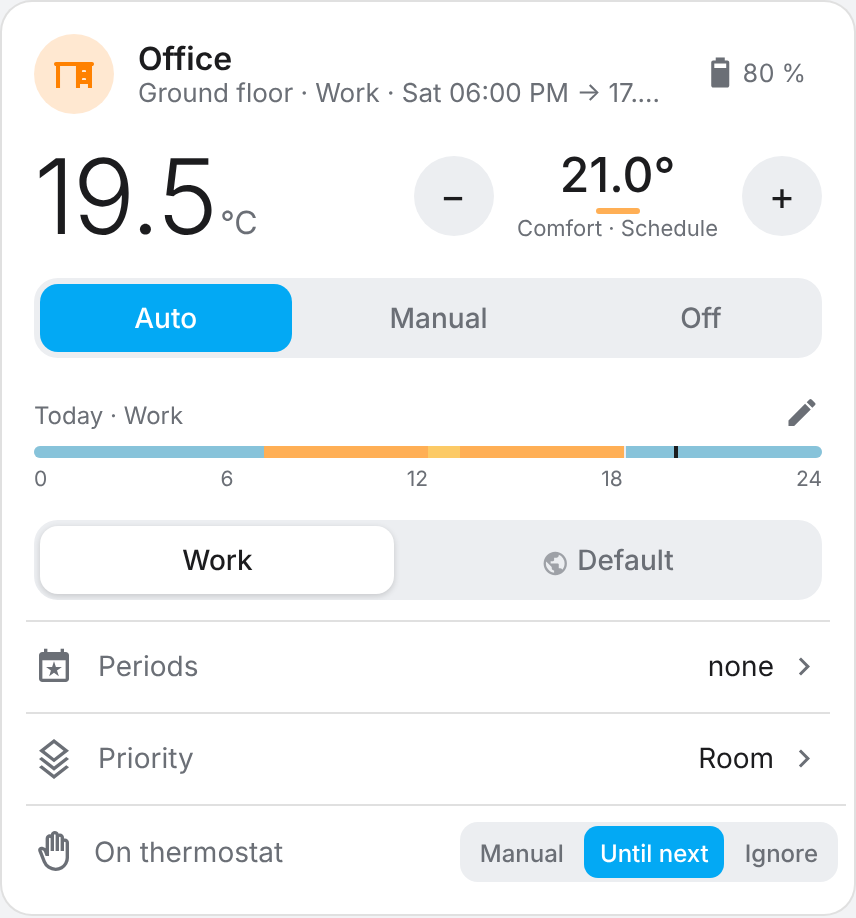 Office
80 %
Ground floor · Work · Sat 06:00 PM → 17....
19.5 °C
−
21.0°
+
Comfort · Schedule
Auto Manual Off
Today · Work
0 6 12 18 24
Work Default
Periods none
Priority Room
On thermostat Manual Until next Ignore